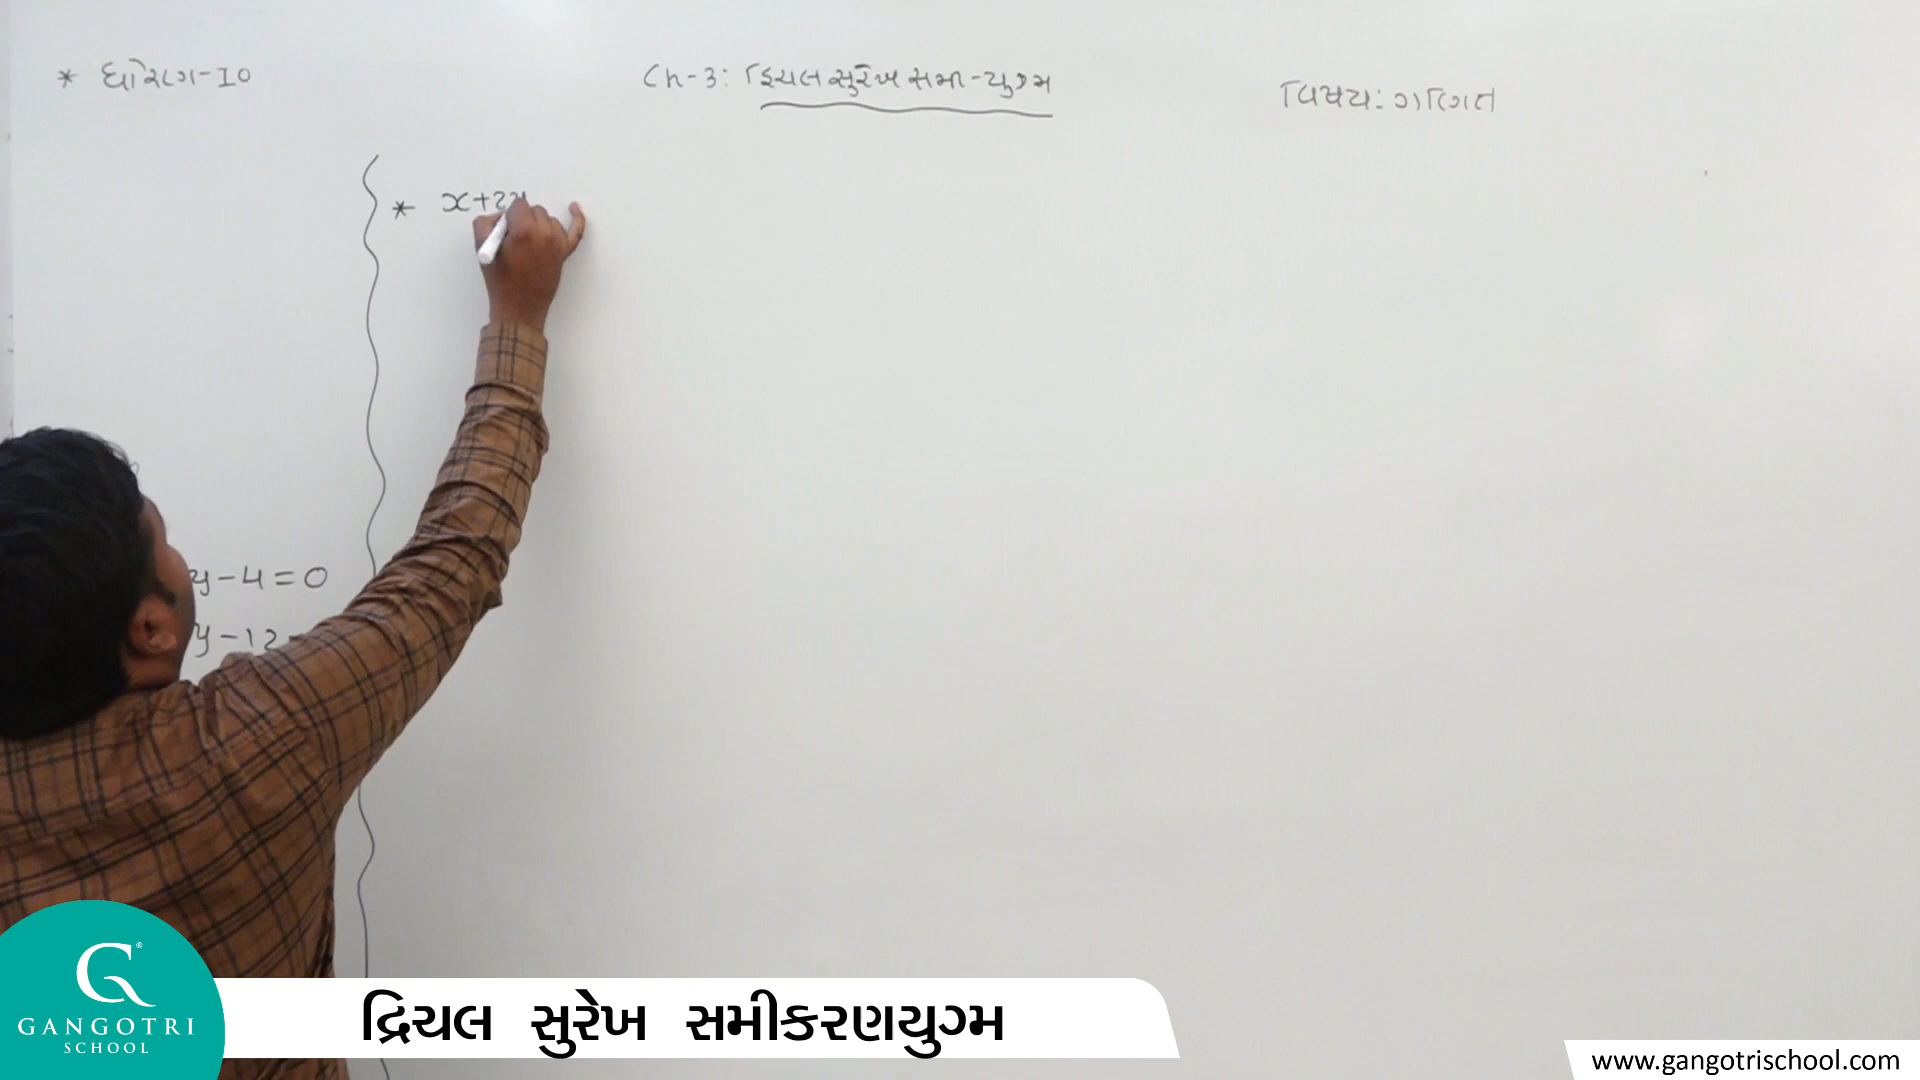 * ધોરણ-10
Ch-3: દ્વિચલ સુરેખ સમી-યુગ્મ
વિષય: ગણિત
* x+2y
y-4=0
y-12
GANGOTRI
SCHOOL
દ્રિચલ સુરેખ સમીકરણયુગ્મ
www.gangotrischool.com